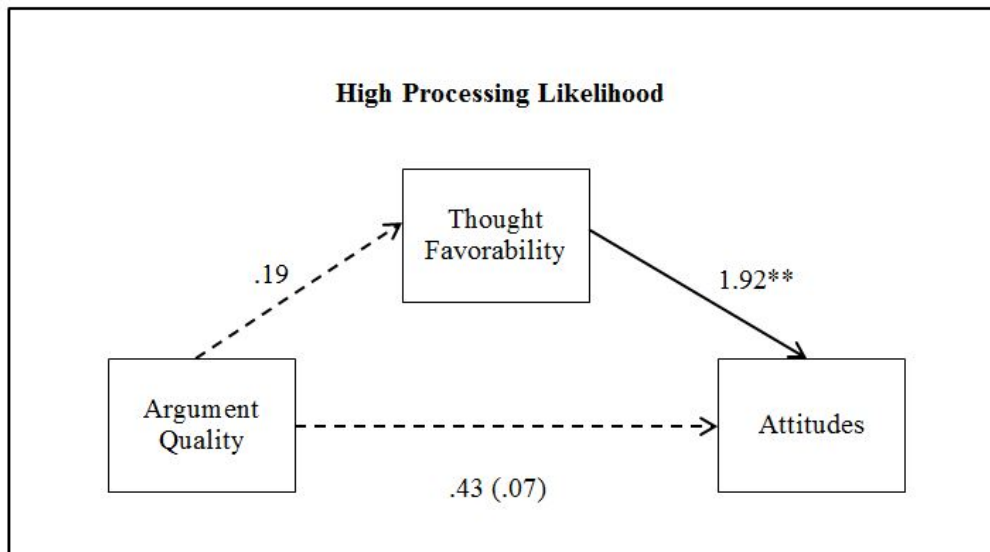 High Processing Likelihood
Thought
Favorability
.19
1.92**
Argument
Quality
Attitudes
.43 (.07)